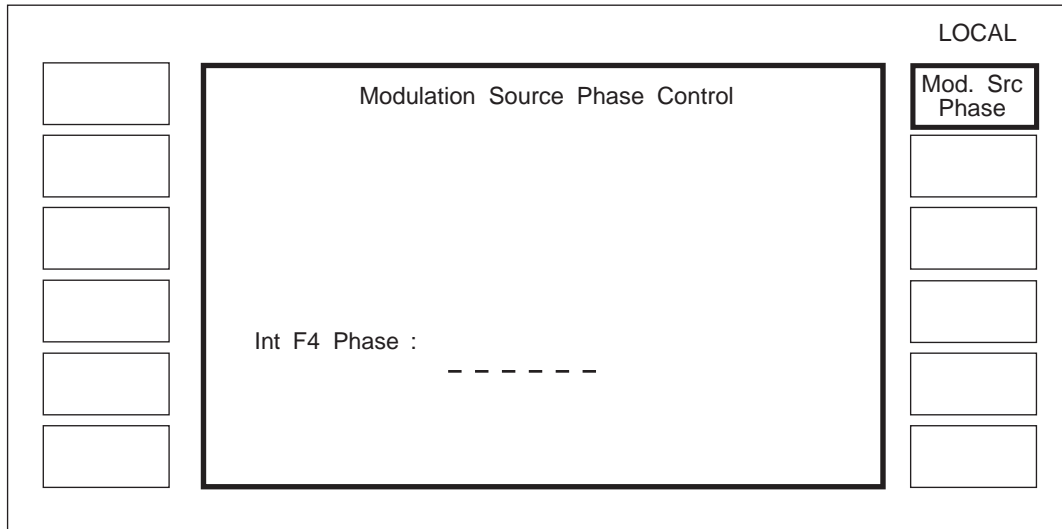 LOCAL
Modulation Source Phase Control
Mod. Src
Phase
Int F4 Phase :
_ _ _ _ _ _